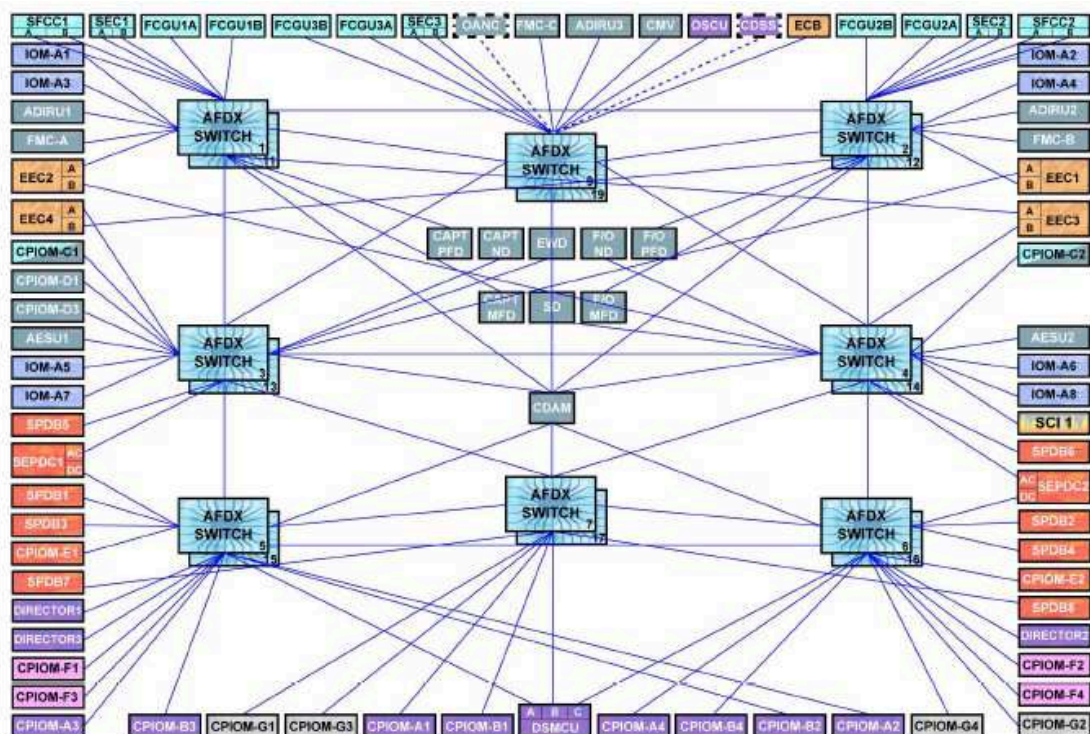 SFCC1
A B
SEC1
A B
FCGU1A
FCGU1B
FCGU3B
FCGU3A
SEC3
A B
OANC
FMC-C
ADIRU3
CMV
OSCU
CDSS
ECB
FCGU2B
FCGU2A
SEC2
A B
SFCC2
A B
IOM-A1
IOM-A3
ADIRU1
FMC-A
EEC2
A
B
EEC4
A
B
CPIOM-C1
CPIOM-D1
CPIOM-D3
AESU1
IOM-A5
IOM-A7
SPDB5
SEPDC1
AC
DC
SPDB1
SPDB3
CPIOM-E1
SPDB7
DIRECTOR1
DIRECTOR3
CPIOM-F1
CPIOM-F3
CPIOM-A3
AFDX
SWITCH
1
11
AFDX
SWITCH
9
19
AFDX
SWITCH
2
12
CAPT
PFD
CAPT
ND
EWD
F/O
ND
F/O
PFD
CAPT
MFD
SD
F/O
MFD
AFDX
SWITCH
3
13
AFDX
SWITCH
4
14
CDAM
AFDX
SWITCH
5
15
AFDX
SWITCH
7
17
AFDX
SWITCH
6
16
IOM-A2
IOM-A4
ADIRU2
FMC-B
A
B
EEC1
A
B
EEC3
CPIOM-C2
AESU2
IOM-A6
IOM-A8
SCI 1
SPDB6
AC
DC
SEPDC2
SPDB2
SPDB4
CPIOM-E2
SPDB8
DIRECTOR2
CPIOM-F2
CPIOM-F4
CPIOM-G2
CPIOM-B3
CPIOM-G1
CPIOM-G3
CPIOM-A1
CPIOM-B1
A B C
DSMCU
CPIOM-A4
CPIOM-B4
CPIOM-B2
CPIOM-A2
CPIOM-G4